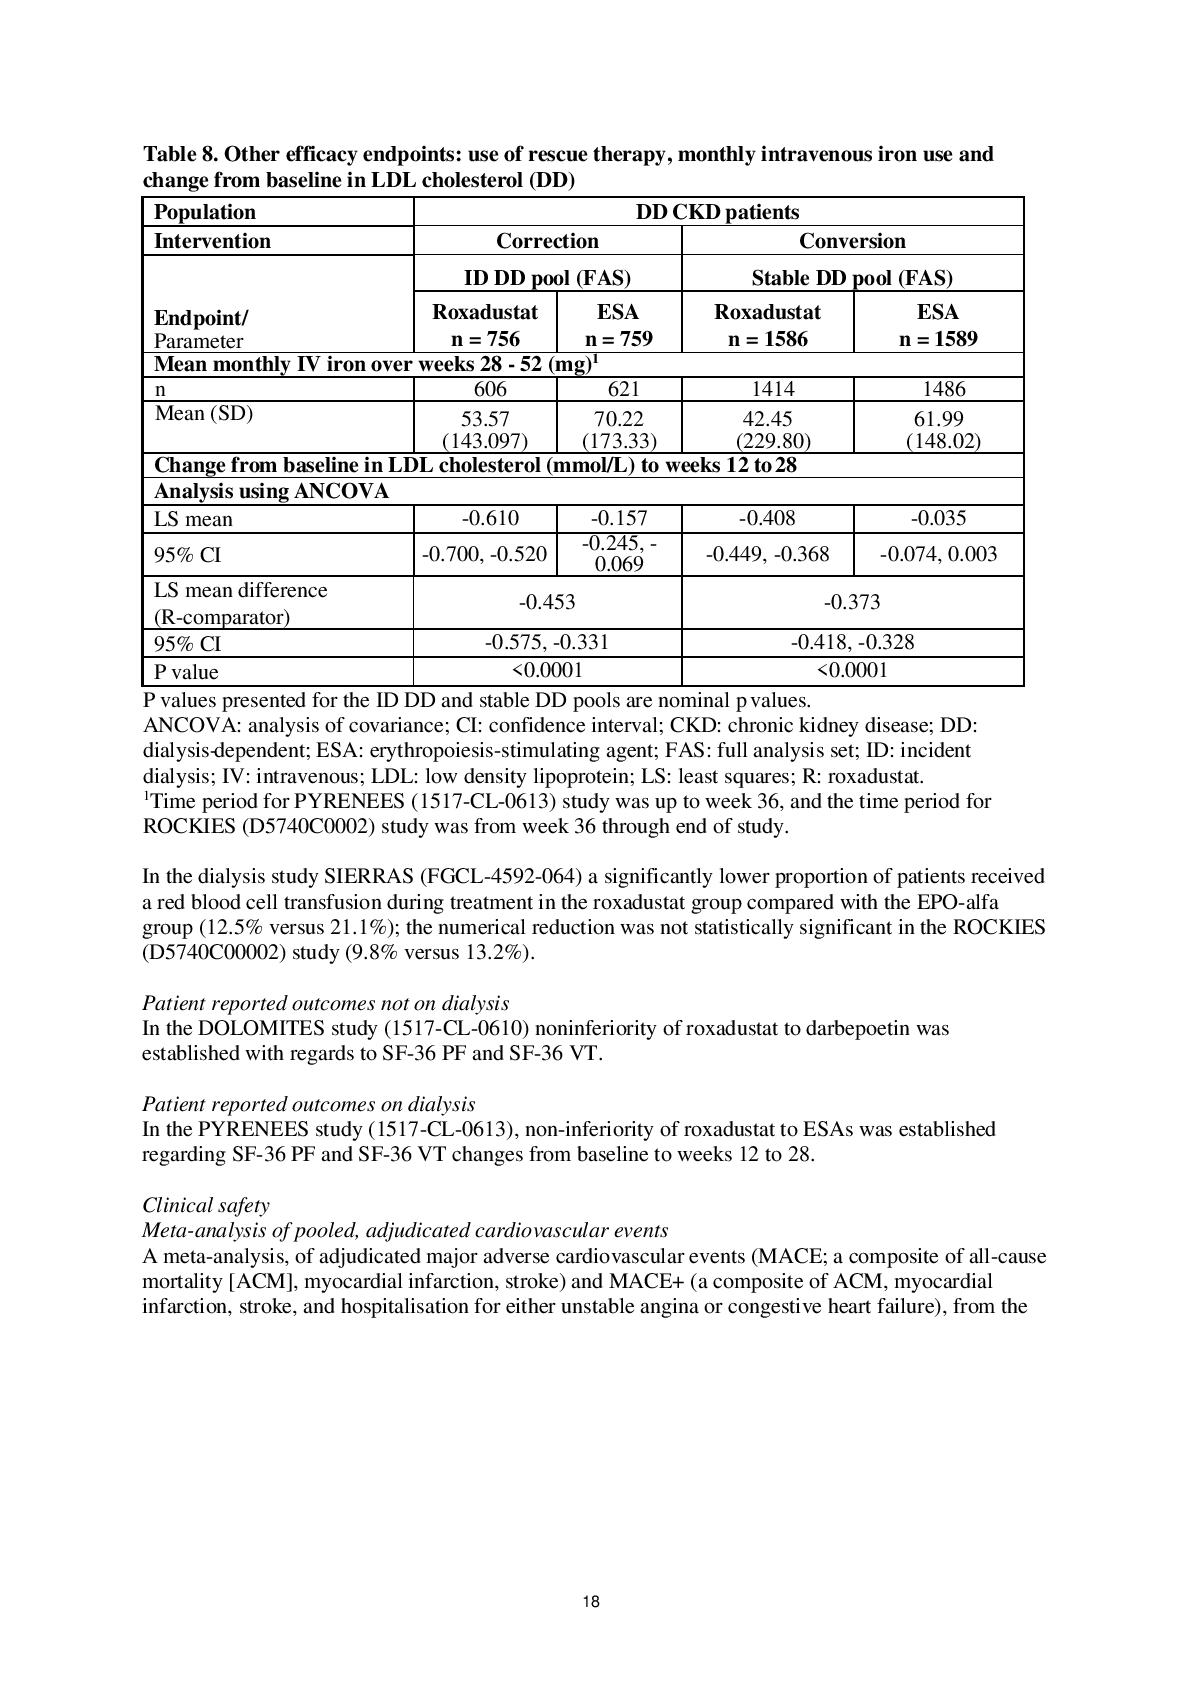 Table 8. Other efficacy endpoints: use of rescue therapy, monthly intravenous iron use and
change from baseline in LDL cholesterol (DD)
Population DD CKD patients
Intervention Correction Conversion
ID DD pool (FAS) Stable DD pool (FAS)
Endpoint/
Parameter
Roxadustat
n = 756
ESA
n = 759
Roxadustat
n = 1586
ESA
n = 1589
Mean monthly IV iron over weeks 28 - 52 (mg)¹
n 606 621 1414 1486
Mean (SD) 53.57 70.22 42.45 61.99
(143.097) (173.33) (229.80) (148.02)
Change from baseline in LDL cholesterol (mmol/L) to weeks 12 to 28
Analysis using ANCOVA
LS mean -0.610 -0.157 -0.408 -0.035
95% CI -0.700, -0.520 -0.245, -
0.069 -0.449, -0.368 -0.074, 0.003
LS mean difference
(R-comparator) -0.453 -0.373
95% CI -0.575, -0.331 -0.418, -0.328
P value <0.0001 <0.0001
P values presented for the ID DD and stable DD pools are nominal p values.
ANCOVA: analysis of covariance; CI: confidence interval; CKD: chronic kidney disease; DD:
dialysis-dependent; ESA: erythropoiesis-stimulating agent; FAS: full analysis set; ID: incident
dialysis; IV: intravenous; LDL: low density lipoprotein; LS: least squares; R: roxadustat.
¹Time period for PYRENEES (1517-CL-0613) study was up to week 36, and the time period for
ROCKIES (D5740C0002) study was from week 36 through end of study.
In the dialysis study SIERRAS (FGCL-4592-064) a significantly lower proportion of patients received
a red blood cell transfusion during treatment in the roxadustat group compared with the EPO-alfa
group (12.5% versus 21.1%); the numerical reduction was not statistically significant in the ROCKIES
(D5740C00002) study (9.8% versus 13.2%).
Patient reported outcomes not on dialysis
In the DOLOMITES study (1517-CL-0610) noninferiority of roxadustat to darbepoetin was
established with regards to SF-36 PF and SF-36 VT.
Patient reported outcomes on dialysis
In the PYRENEES study (1517-CL-0613), non-inferiority of roxadustat to ESAs was established
regarding SF-36 PF and SF-36 VT changes from baseline to weeks 12 to 28.
Clinical safety
Meta-analysis of pooled, adjudicated cardiovascular events
A meta-analysis, of adjudicated major adverse cardiovascular events (MACE; a composite of all-cause
mortality [ACM], myocardial infarction, stroke) and MACE+ (a composite of ACM, myocardial
infarction, stroke, and hospitalisation for either unstable angina or congestive heart failure), from the
18